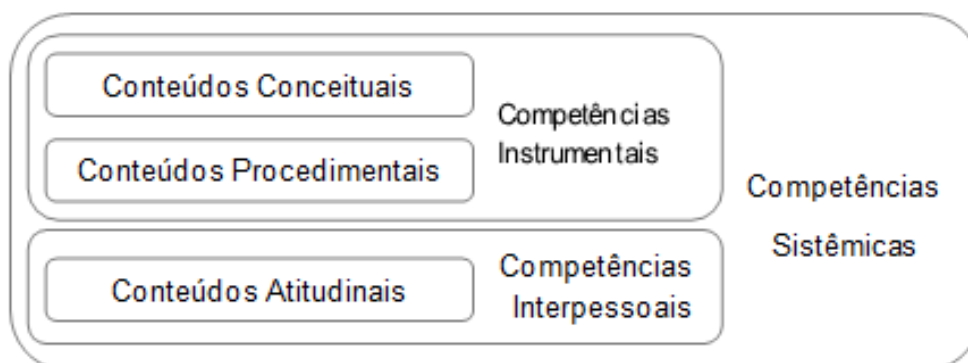 Conteúdos Conceituais
Competências
Instrumentais
Conteúdos Procedimentais
Competências
Sistêmicas
Conteúdos Atitudinais
Competências
Interpessoais